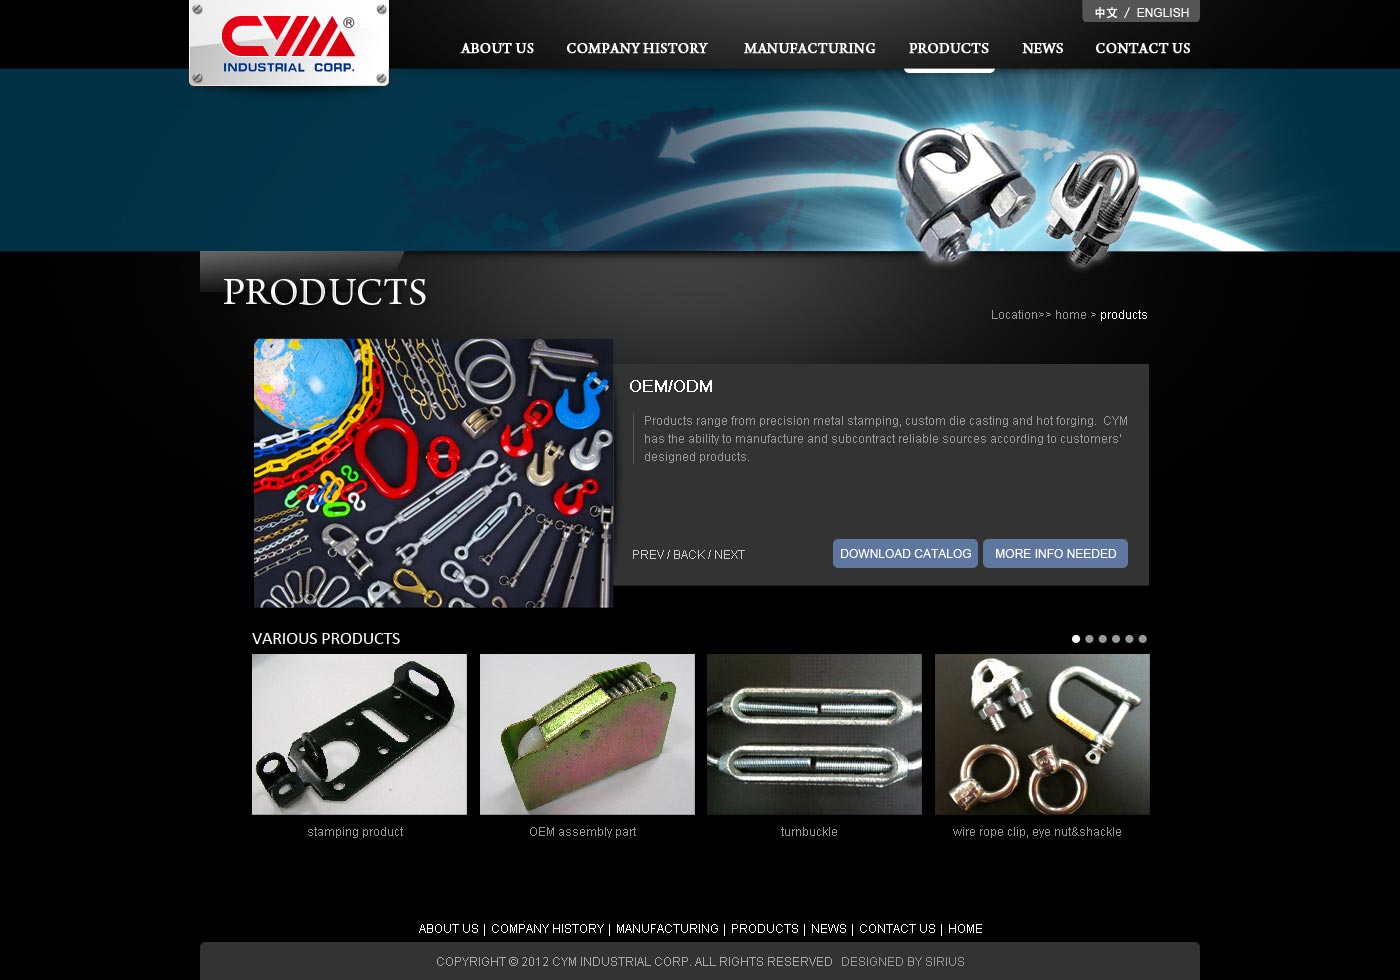 CYM®
INDUSTRIAL CORP.
中文 / ENGLISH
ABOUT US COMPANY HISTORY MANUFACTURING PRODUCTS NEWS CONTACT US
PRODUCTS
Location>> home > products
OEM/ODM
Products range from precision metal stamping, custom die casting and hot forging. CYM
has the ability to manufacture and subcontract reliable sources according to customers'
designed products.
PREV / BACK / NEXT
DOWNLOAD CATALOG
MORE INFO NEEDED
VARIOUS PRODUCTS
stamping product
OEM assembly part
turnbuckle
wire rope clip, eye nut&shackle
ABOUT US | COMPANY HISTORY | MANUFACTURING | PRODUCTS | NEWS | CONTACT US | HOME
COPYRIGHT © 2012 CYM INDUSTRIAL CORP. ALL RIGHTS RESERVED DESIGNED BY SIRIUS